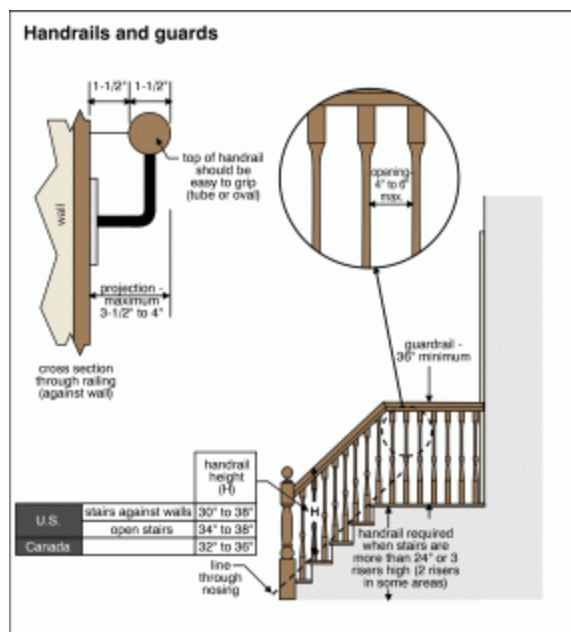 Handrails and guards
1-1/2" 1-1/2"
top of handrail
should be
easy to grip
(tube or oval)
wall
projection -
maximum
3-1/2" to 4"
cross section
through railing
(against wall)
opening-
4" to 6"
max.
guardrail -
36" minimum
handrail
height
(H)
U.S.
stairs against walls 30" to 38"
open stairs 34" to 38"
Canada 32" to 36"
H
line
through
nosing
handrail required
when stairs are
more than 24" or 3
risers high (2 risers
in some areas)